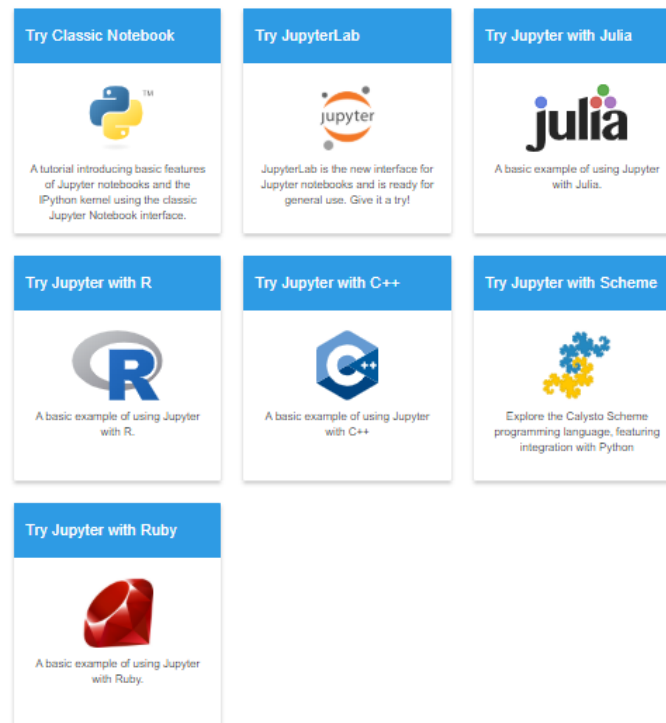 Try Classic Notebook
TM
A tutorial introducing basic features
of Jupyter notebooks and the
IPython kernel using the classic
Jupyter Notebook interface.
Try JupyterLab
jupyter
JupyterLab is the new interface for
Jupyter notebooks and is ready for
general use. Give it a try!
Try Jupyter with Julia
julia
A basic example of using Jupyter
with Julia.
Try Jupyter with R
R
A basic example of using Jupyter
with R.
Try Jupyter with C++
C++
A basic example of using Jupyter
with C++
Try Jupyter with Scheme
Explore the Calysto Scheme
programming language, featuring
integration with Python
Try Jupyter with Ruby
A basic example of using Jupyter
with Ruby.